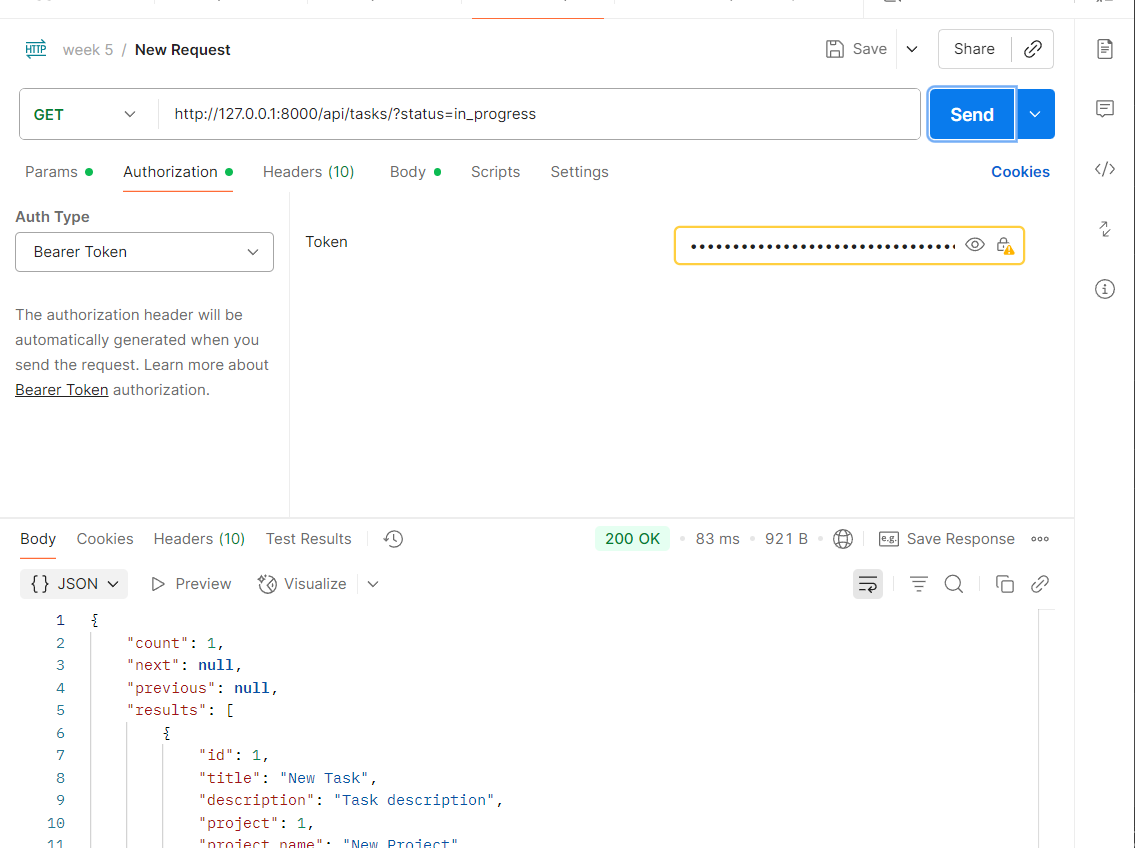 HTTP week 5 / New Request Save Share
GET http://127.0.0.1:8000/api/tasks/?status=in_progress Send
Params Authorization Headers (10) Body Scripts Settings Cookies
Auth Type
Bearer Token
Token
The authorization header will be
automatically generated when you
send the request. Learn more about
Bearer Token authorization.
Body Cookies Headers (10) Test Results 200 OK 83 ms 921 B e.g. Save Response
{} JSON Preview Visualize
1 {
2 "count": 1,
3 "next": null,
4 "previous": null,
5 "results": [
6 {
7 "id": 1,
8 "title": "New Task",
9 "description": "Task description",
10 "project": 1,
11 "project_name": "New Project"